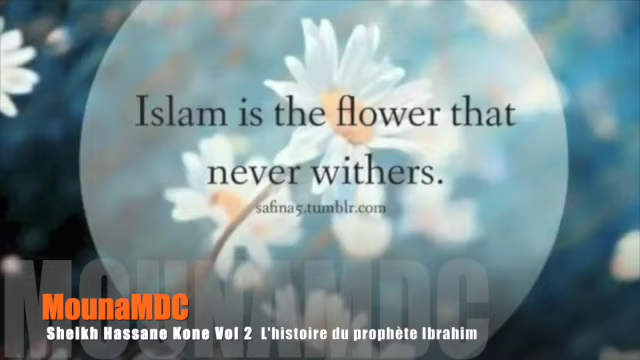 Islam is the flower that
never withers.
safina5.tumblr.com
MOUNAMDC
MounaMDC
Sheikh Hassane Kone Vol 2 L'histoire du prophète Ibrahim